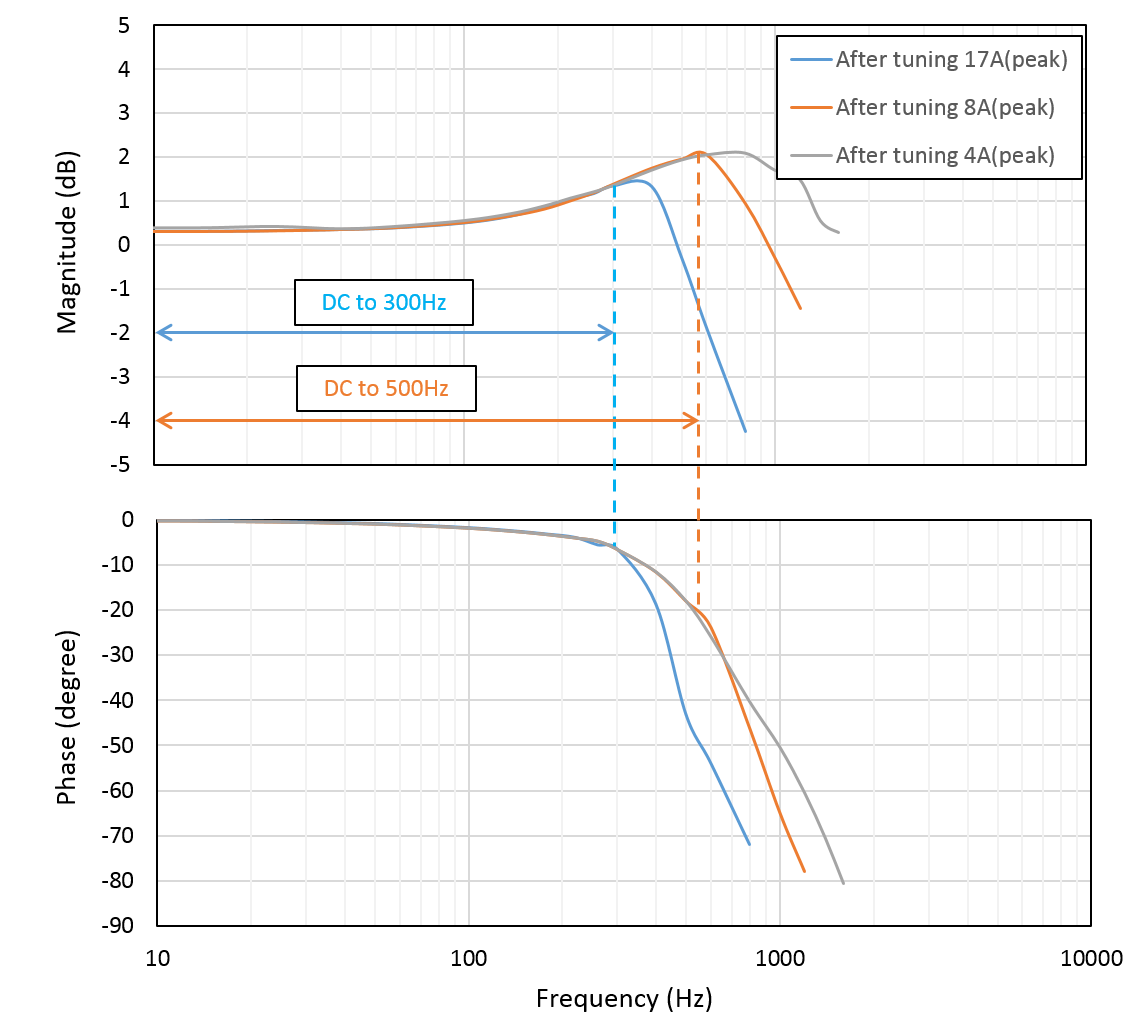 5
4
3
2
1
0
-1
-2
-3
-4
-5
Magnitude (dB)
After tuning 17A(peak)
After tuning 8A(peak)
After tuning 4A(peak)
DC to 300Hz
DC to 500Hz
0
-10
-20
-30
-40
-50
-60
-70
-80
-90
Phase (degree)
10 100 1000 10000
Frequency (Hz)